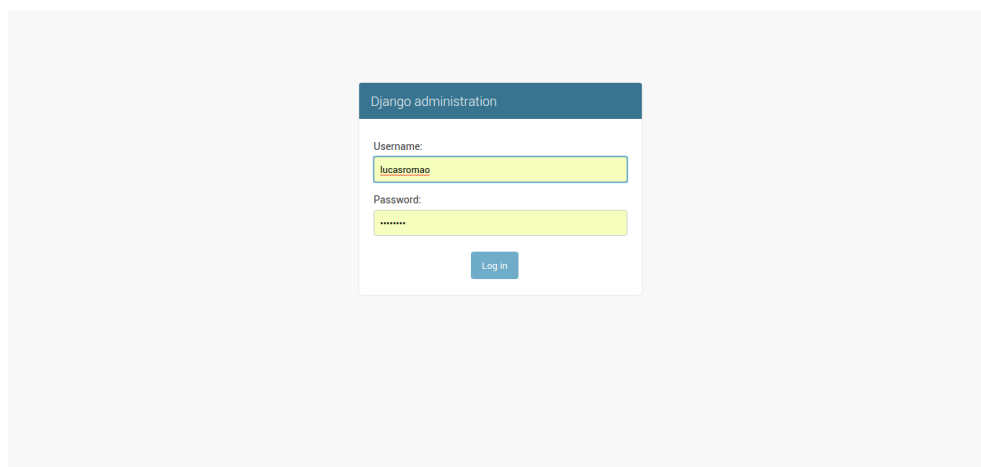 Django administration
Username:
lucasromao
Password:
••••••••
Log in